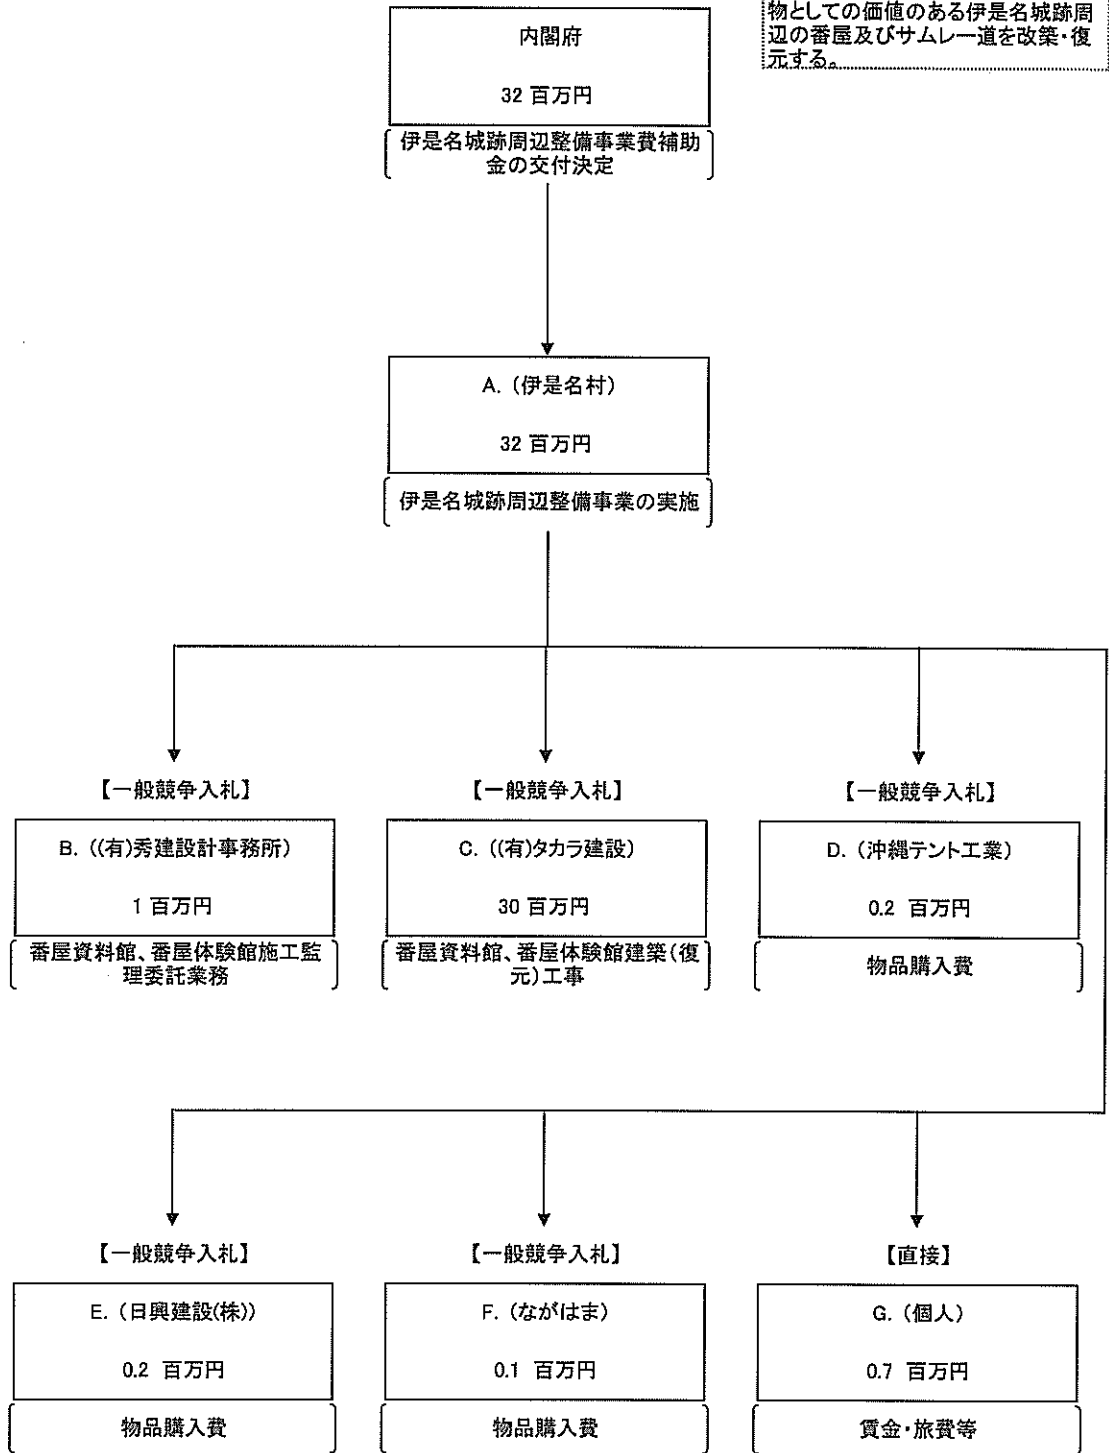 物としての価値のある伊是名城跡周
辺の番屋及びサムレー道を改築・復
元する。
内閣府
32 百万円
伊是名城跡周辺整備事業費補助
金の交付決定
A. (伊是名村)
32 百万円
伊是名城跡周辺整備事業の実施
【一般競争入札】
B. ((有)秀建設計事務所)
1 百万円
番屋資料館、番屋体験館施工監
理委託業務
【一般競争入札】
C. ((有)タカラ建設)
30 百万円
番屋資料館、番屋体験館建築(復
元)工事
【一般競争入札】
D. (沖縄テント工業)
0.2 百万円
物品購入費
【一般競争入札】
E. (日興建設(株))
0.2 百万円
物品購入費
【一般競争入札】
F. (ながはま)
0.1 百万円
物品購入費
【直接】
G. (個人)
0.7 百万円
賃金・旅費等